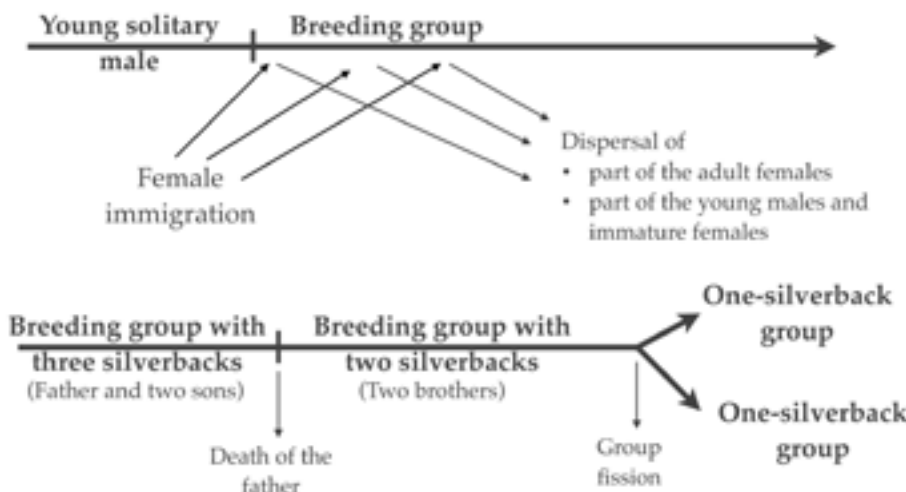 Young solitary
male
Breeding group
Female
immigration
Dispersal of
• part of the adult females
• part of the young males and
immature females
Breeding group with
three silverbacks
(Father and two sons)
Breeding group with
two silverbacks
(Two brothers)
One-silverback
group
One-silverback
group
Death of the
father
Group
fission